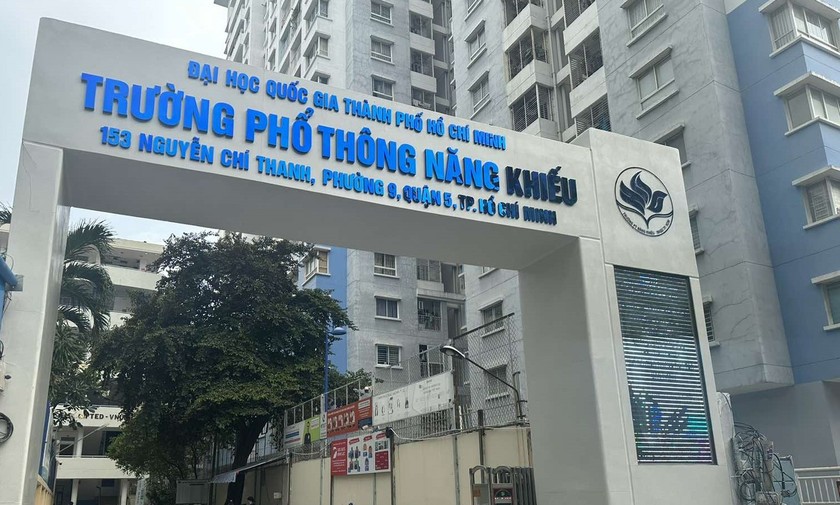 ĐẠI HỌC QUỐC GIA THÀNH PHỐ HỒ CHÍ MINH
TRƯỜNG PHỔ THÔNG NĂNG KHIẾU
153 NGUYỄN CHÍ THANH, PHƯỜNG 9, QUẬN 5, TP. HỒ CHÍ MINH